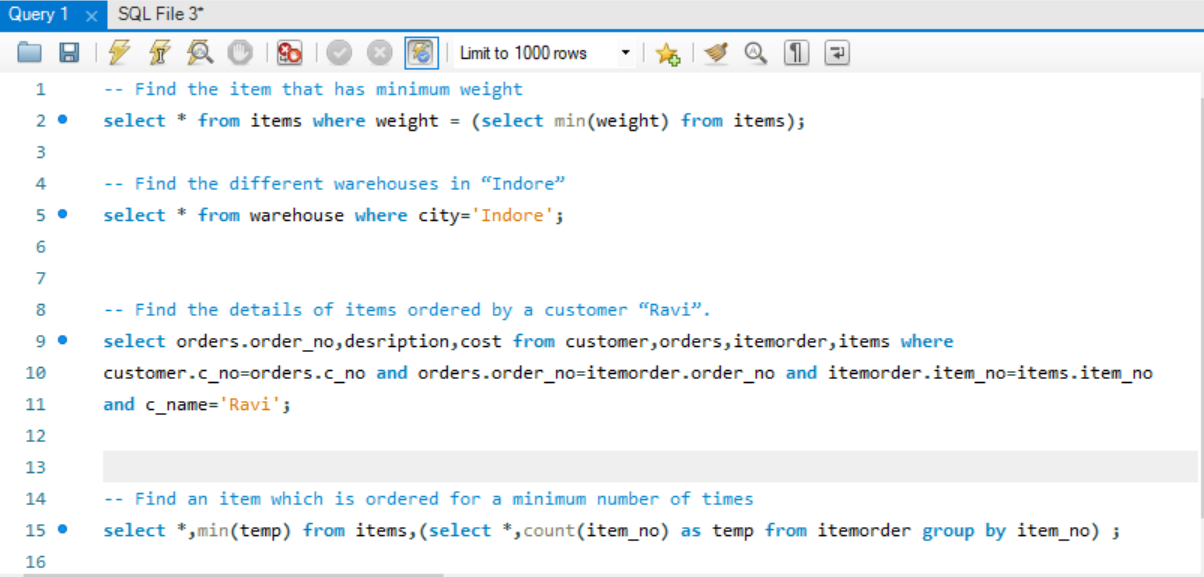 Query 1 × SQL File 3*
Limit to 1000 rows
1 -- Find the item that has minimum weight
2 select * from items where weight = (select min(weight) from items);
3
4 -- Find the different warehouses in “Indore”
5 select * from warehouse where city='Indore';
6
7
8 -- Find the details of items ordered by a customer “Ravi”.
9 select orders.order_no,desription,cost from customer,orders,itemorder,items where
10 customer.c_no=orders.c_no and orders.order_no=itemorder.order_no and itemorder.item_no=items.item_no
11 and c_name='Ravi';
12
13
14 -- Find an item which is ordered for a minimum number of times
15 select *,min(temp) from items,(select *,count(item_no) as temp from itemorder group by item_no) ;
16